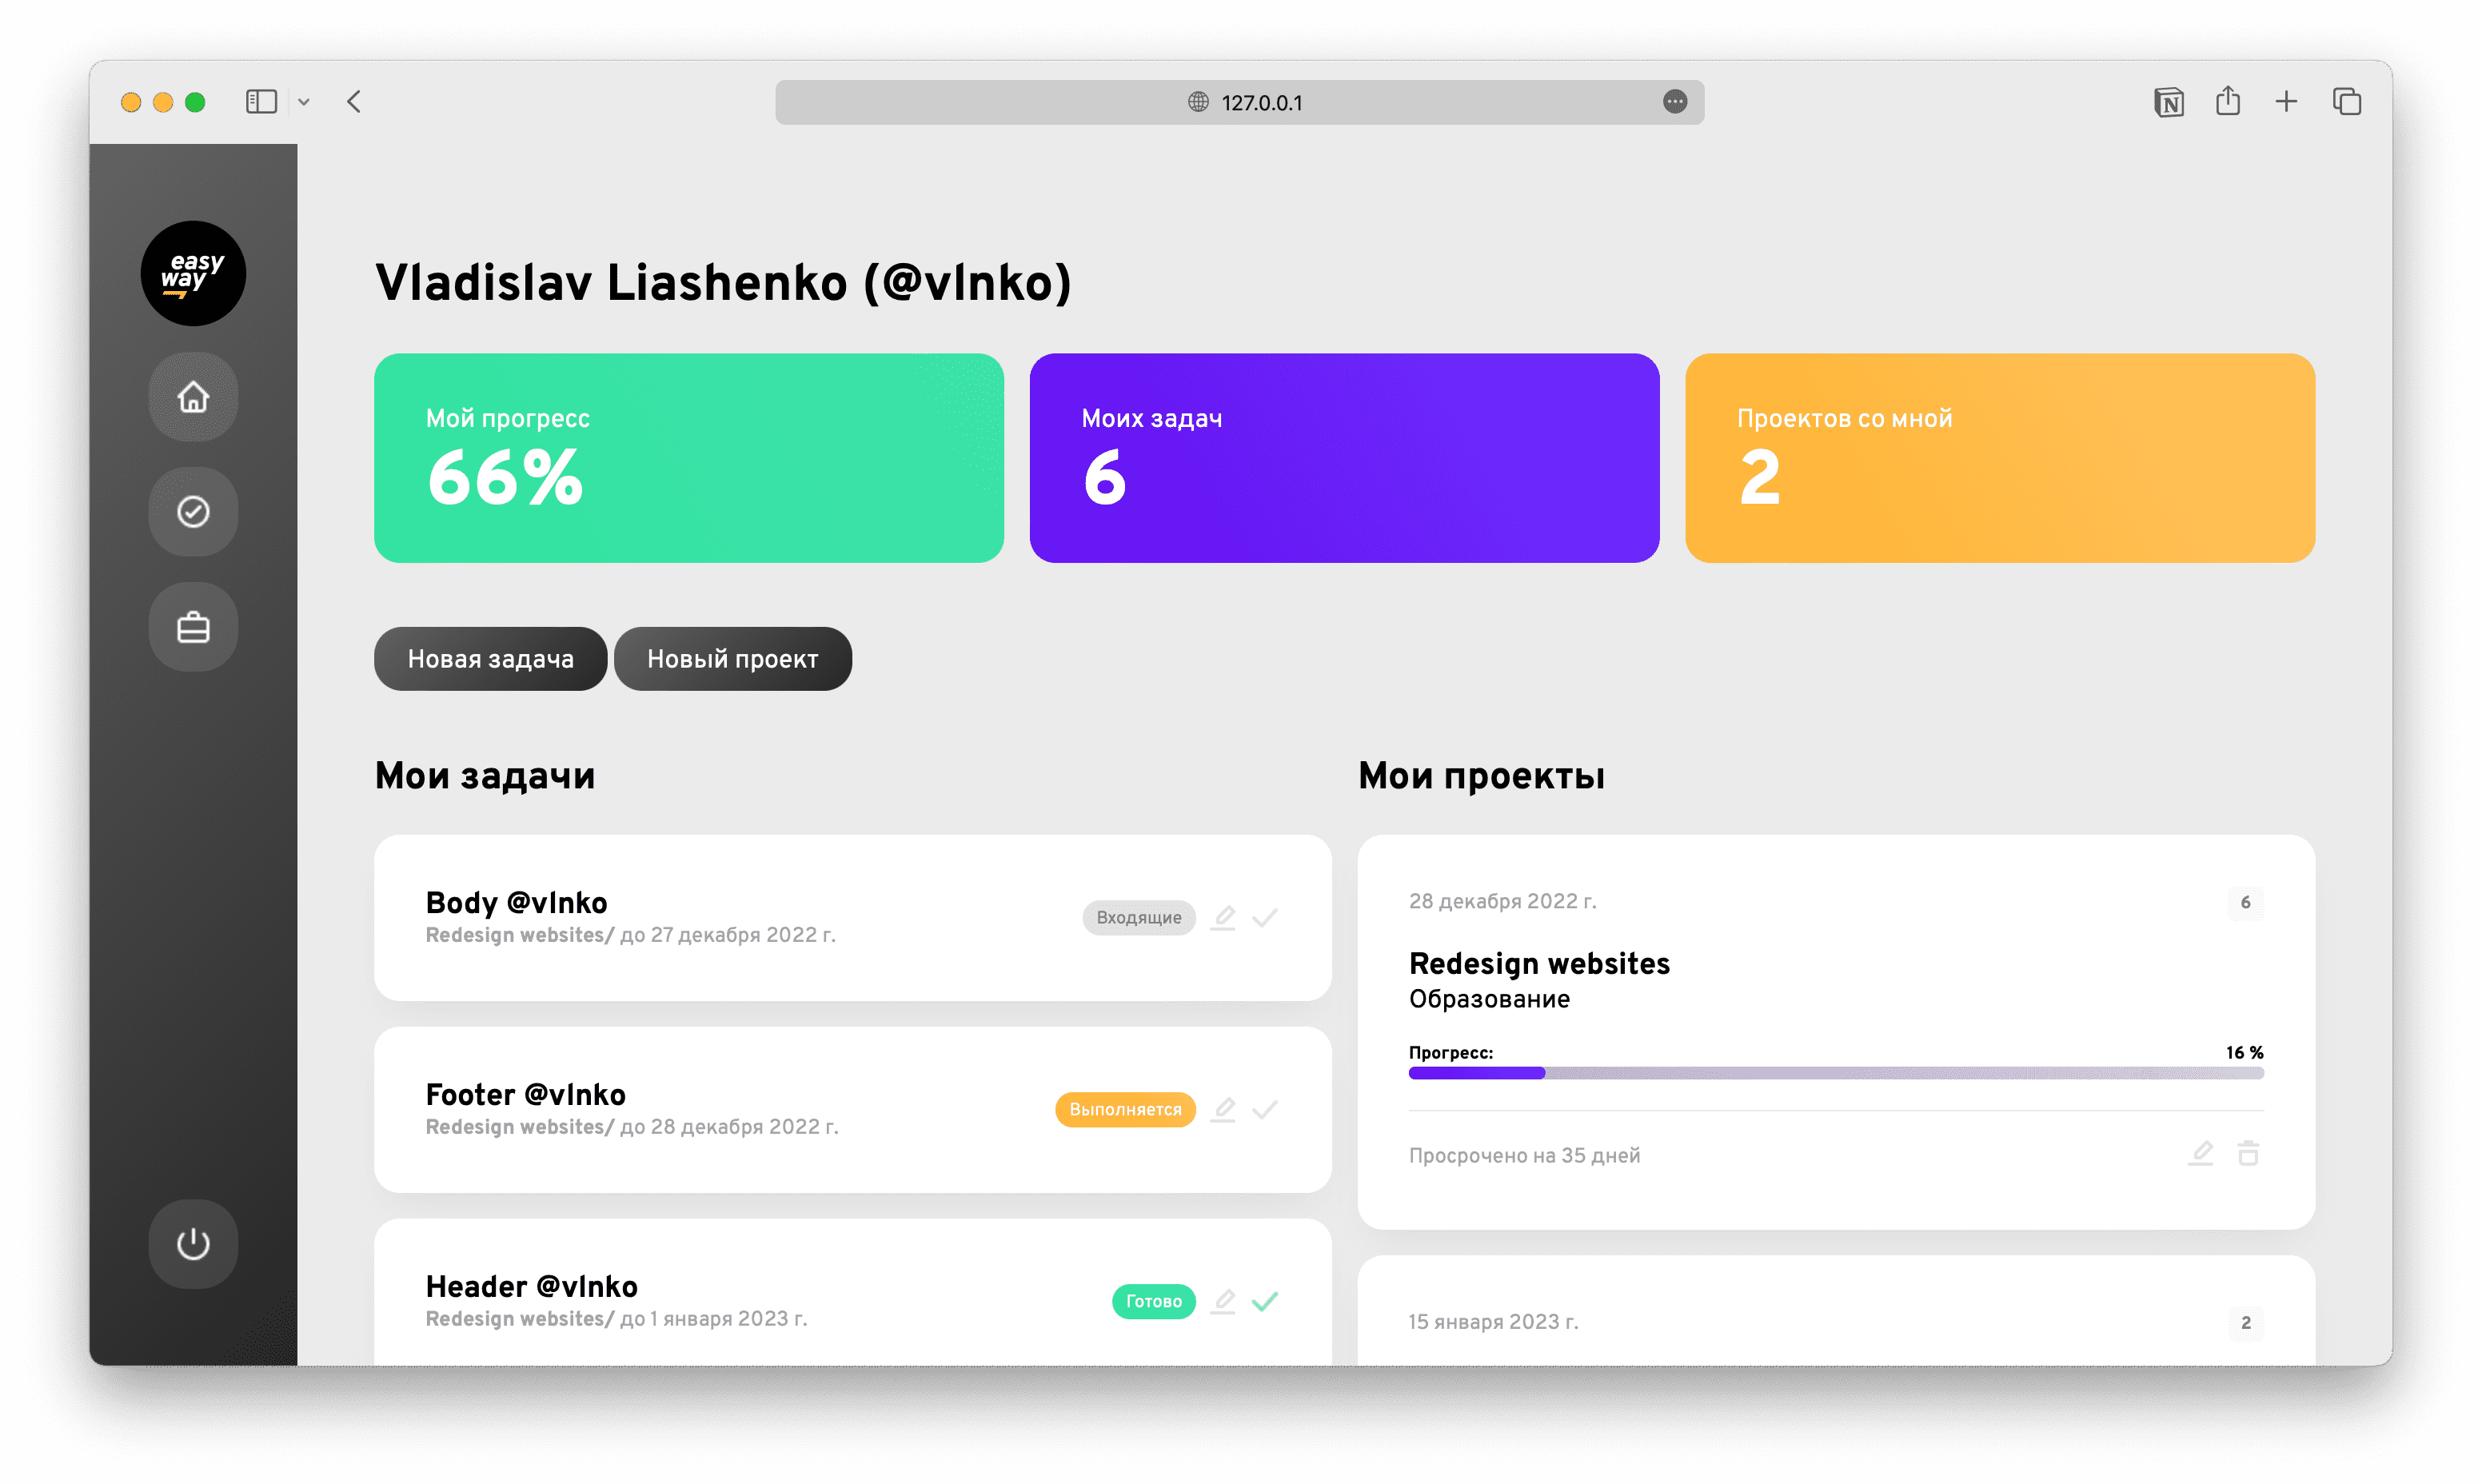 127.0.0.1
easy
way
Vladislav Liashenko (@vlnko)
Мой прогресс
66%
Моих задач
6
Проектов со мной
2
Новая задача
Новый проект
Мои задачи
Body @vlnko
Redesign websites/ до 27 декабря 2022 г.
Входящие
Footer @vlnko
Redesign websites/ до 28 декабря 2022 г.
Выполняется
Header @vlnko
Redesign websites/ до 1 января 2023 г.
Готово
Мои проекты
28 декабря 2022 г.
6
Redesign websites
Образование
Прогресс:
16 %
Просрочено на 35 дней
15 января 2023 г.
2